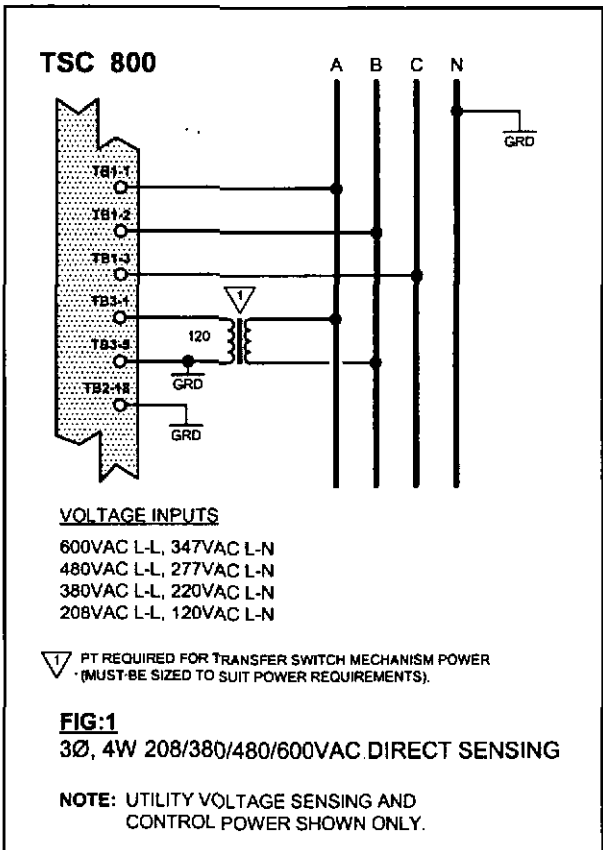 TSC 800
A B C N
GRD
TB1-1
TB1-2
TB1-3
1
TB3-1
120
TB3-5
GRD
TB2-15
GRD
VOLTAGE INPUTS
600VAC L-L, 347VAC L-N
480VAC L-L, 277VAC L-N
380VAC L-L, 220VAC L-N
208VAC L-L, 120VAC L-N
1 PT REQUIRED FOR TRANSFER SWITCH MECHANISM POWER
(MUST BE SIZED TO SUIT POWER REQUIREMENTS).
FIG:1
3Ø, 4W 208/380/480/600VAC DIRECT SENSING
NOTE: UTILITY VOLTAGE SENSING AND
CONTROL POWER SHOWN ONLY.